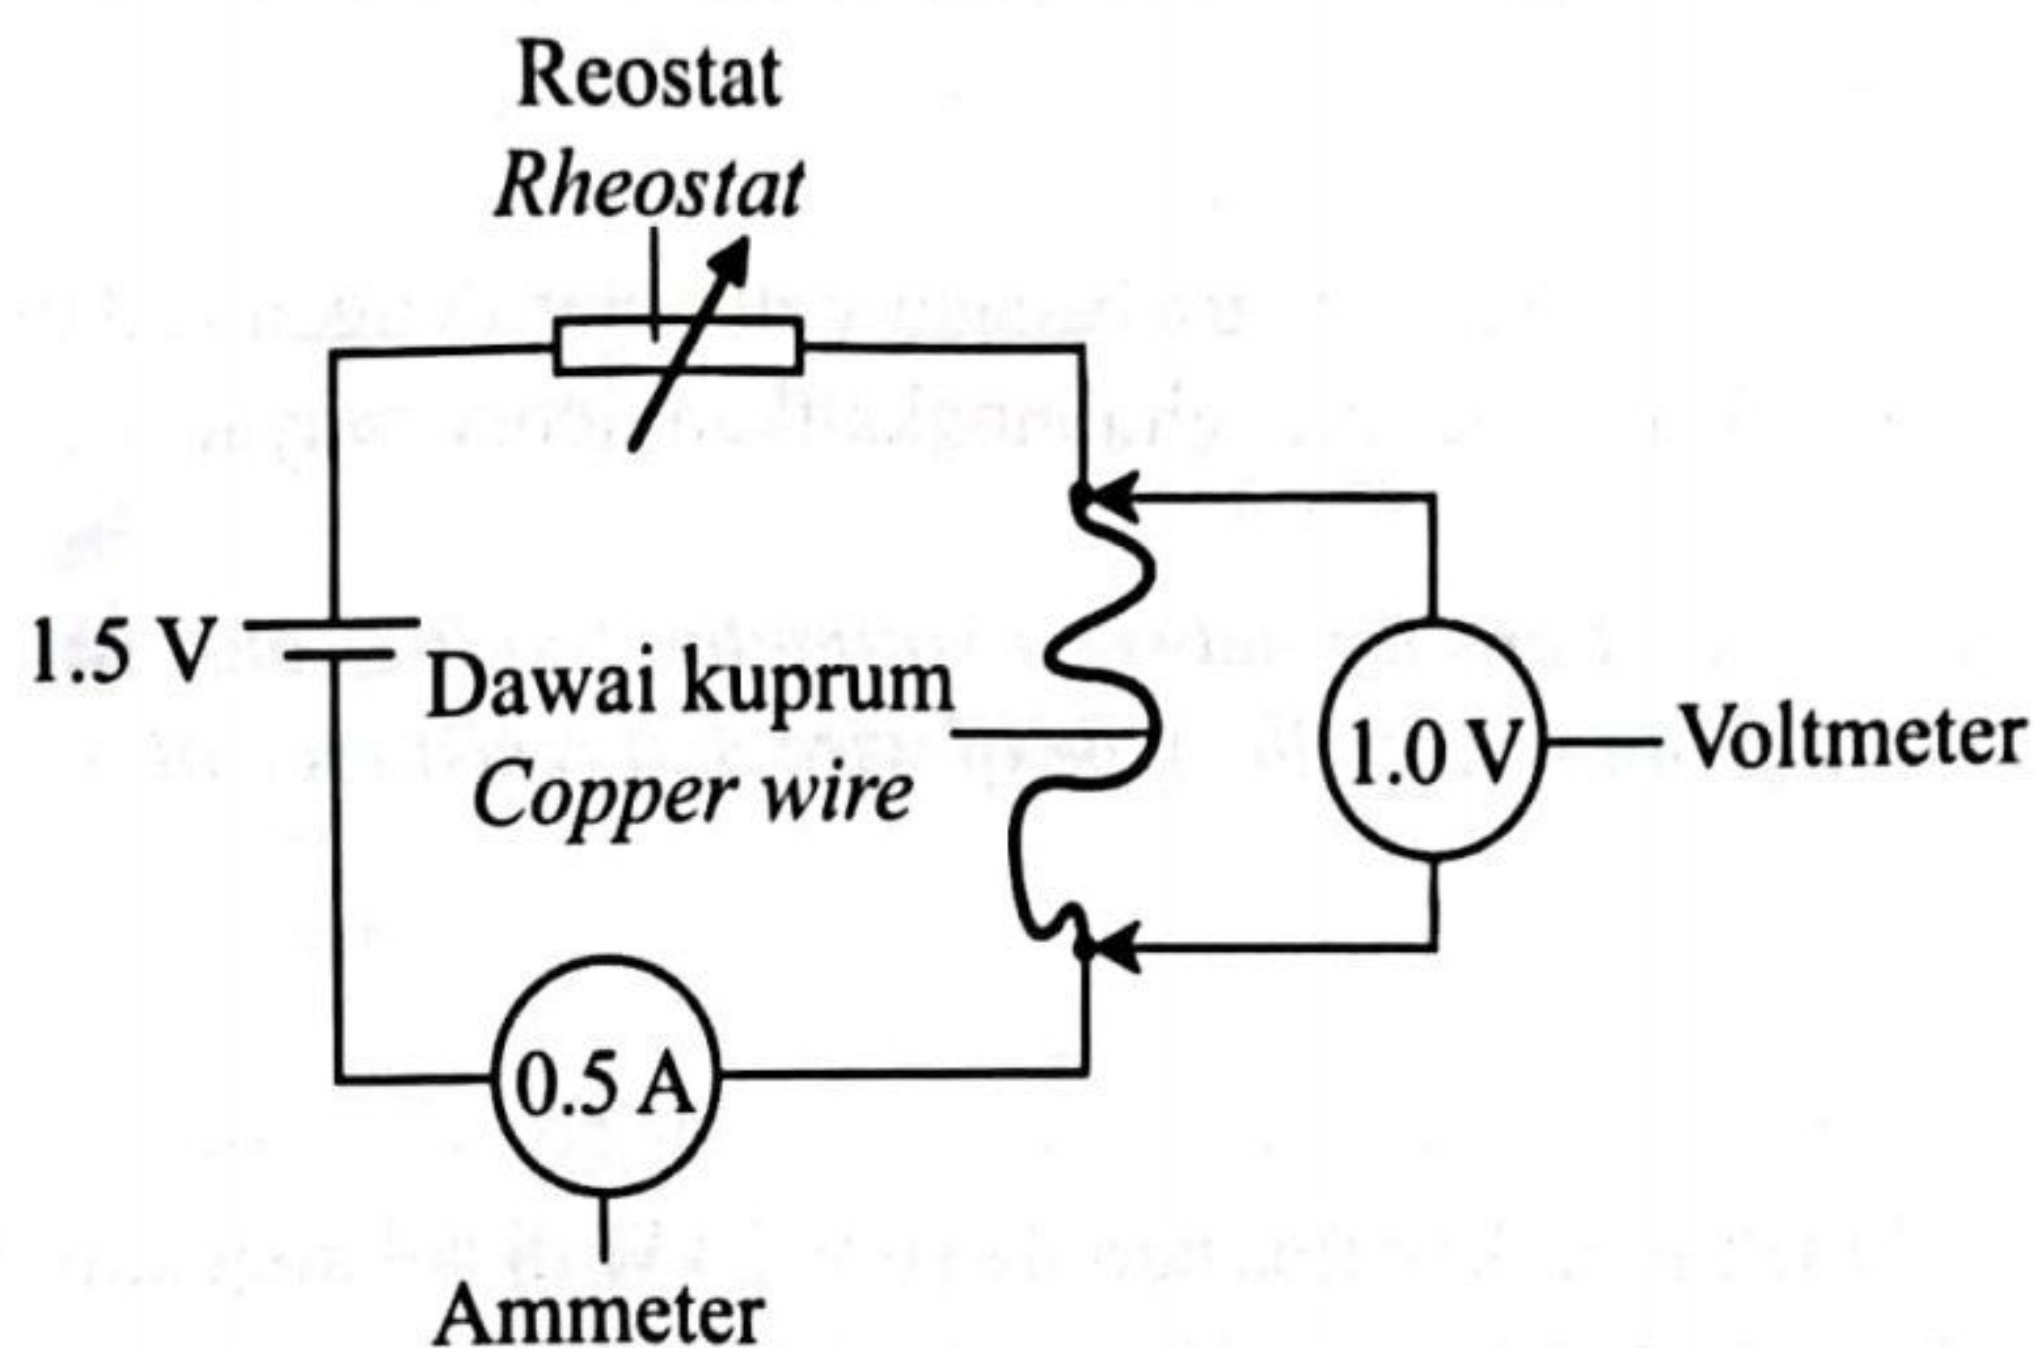 Reostat
Rheostat
1.5 V
Dawai kuprum
Copper wire
1.0 V
Voltmeter
0.5 A
Ammeter